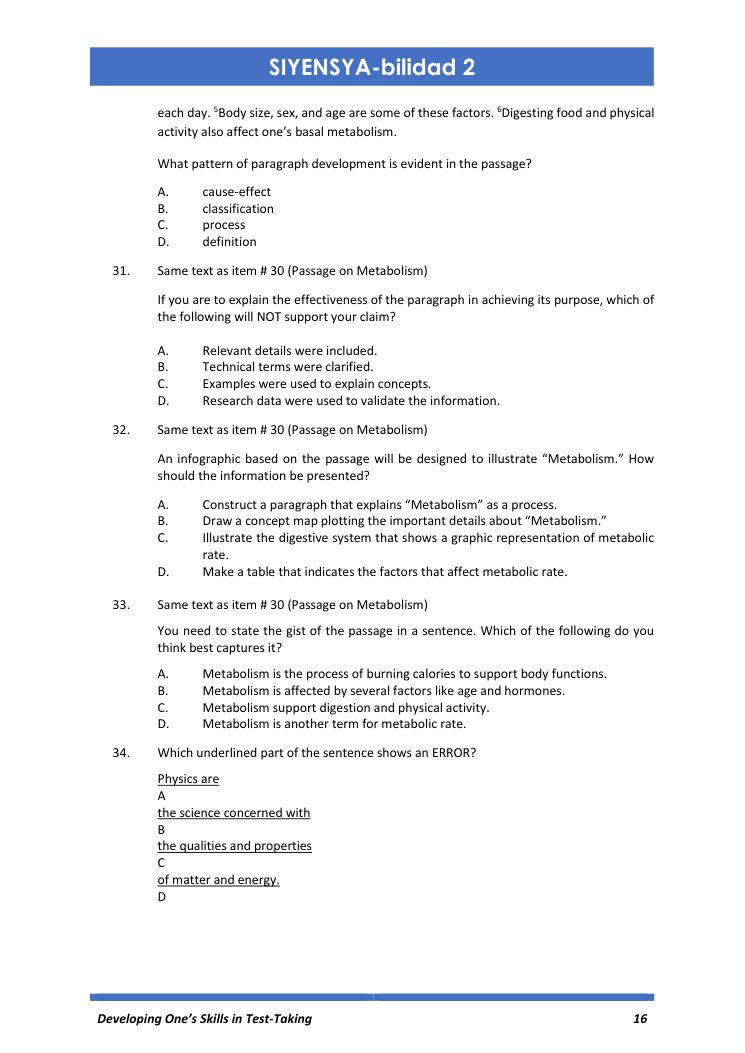 SIYENSYA-bilidad 2
each day. ⁵Body size, sex, and age are some of these factors. ⁶Digesting food and physical
activity also affect one’s basal metabolism.
What pattern of paragraph development is evident in the passage?
A. cause-effect
B. classification
C. process
D. definition
31. Same text as item # 30 (Passage on Metabolism)
If you are to explain the effectiveness of the paragraph in achieving its purpose, which of
the following will NOT support your claim?
A. Relevant details were included.
B. Technical terms were clarified.
C. Examples were used to explain concepts.
D. Research data were used to validate the information.
32. Same text as item # 30 (Passage on Metabolism)
An infographic based on the passage will be designed to illustrate “Metabolism.” How
should the information be presented?
A. Construct a paragraph that explains “Metabolism” as a process.
B. Draw a concept map plotting the important details about “Metabolism.”
C. Illustrate the digestive system that shows a graphic representation of metabolic
rate.
D. Make a table that indicates the factors that affect metabolic rate.
33. Same text as item # 30 (Passage on Metabolism)
You need to state the gist of the passage in a sentence. Which of the following do you
think best captures it?
A. Metabolism is the process of burning calories to support body functions.
B. Metabolism is affected by several factors like age and hormones.
C. Metabolism support digestion and physical activity.
D. Metabolism is another term for metabolic rate.
34. Which underlined part of the sentence shows an ERROR?
Physics are
A
the science concerned with
B
the qualities and properties
C
of matter and energy.
D
Developing One’s Skills in Test-Taking 16